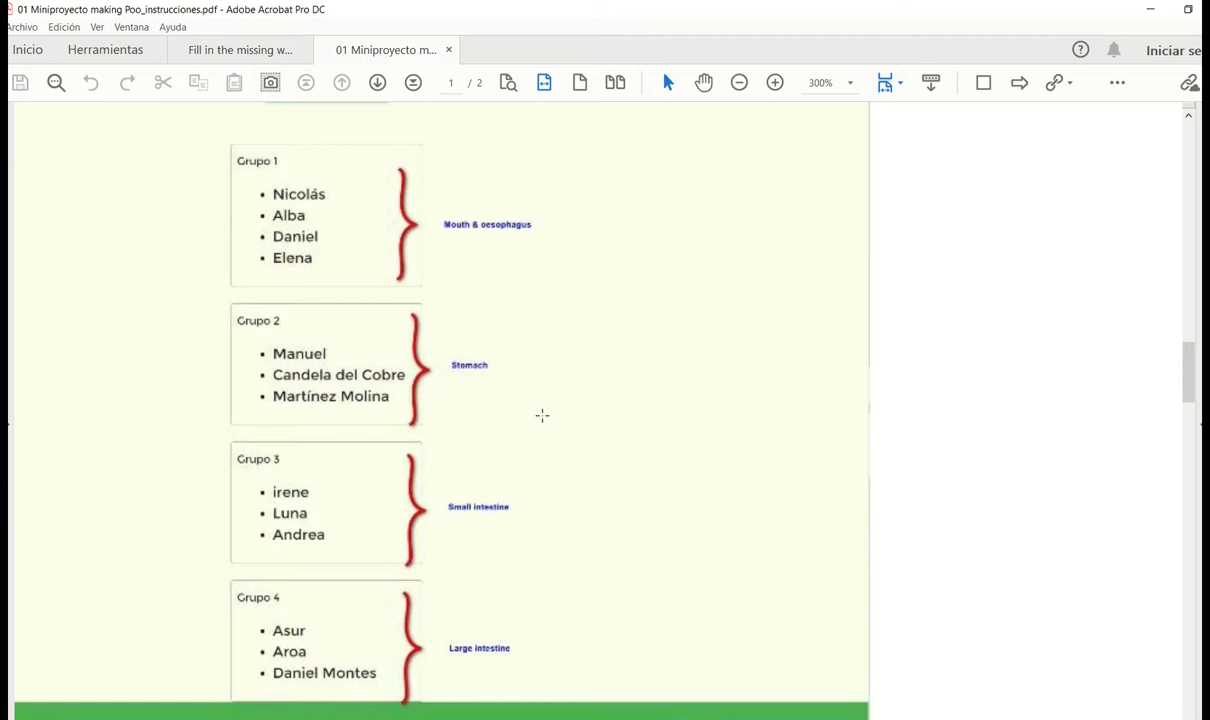 01 Miniproyecto making Poo_instrucciones.pdf - Adobe Acrobat Pro DC
Archivo Edición Ver Ventana Ayuda
Inicio Herramientas Fill in the missing w... 01 Miniproyecto m... × Iniciar se
1 / 2 300%
Grupo 1
• Nicolás
• Alba
• Daniel
• Elena
Mouth & oesophagus
Grupo 2
• Manuel
• Candela del Cobre
• Martínez Molina
Stomach
Grupo 3
• irene
• Luna
• Andrea
Small intestine
Grupo 4
• Asur
• Aroa
• Daniel Montes
Large intestine